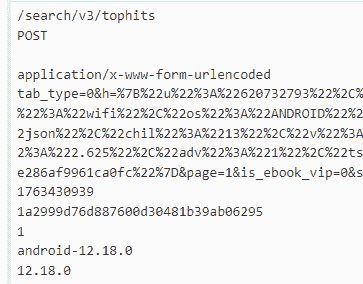 /search/v3/tophits
POST

application/x-www-form-urlencoded
tab_type=0&h=%7B%22u%22%3A%22620732793%22%2C%
%22%3A%22wifi%22%2C%22os%22%3A%22ANDROID%22%2
2json%22%2C%22chil%22%3A%2213%22%2C%22v%22%3A
2%3A%222.625%22%2C%22adv%22%3A%221%22%2C%22ts
e286af9961ca0fc%22%7D&page=1&is_ebook_vip=0&s
1763430939
1a2999d76d887600d30481b39ab06295
1
android-12.18.0
12.18.0